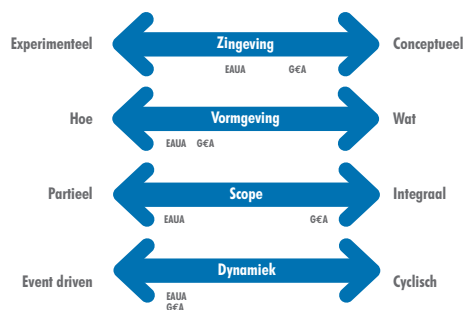 Experimenteel Zingeving Conceptueel
EAUA G€A
Hoe Vormgeving Wat
EAUA G€A
Partieel Scope Integraal
EAUA G€A
Event driven Dynamiek Cyclisch
EAUA
G€A